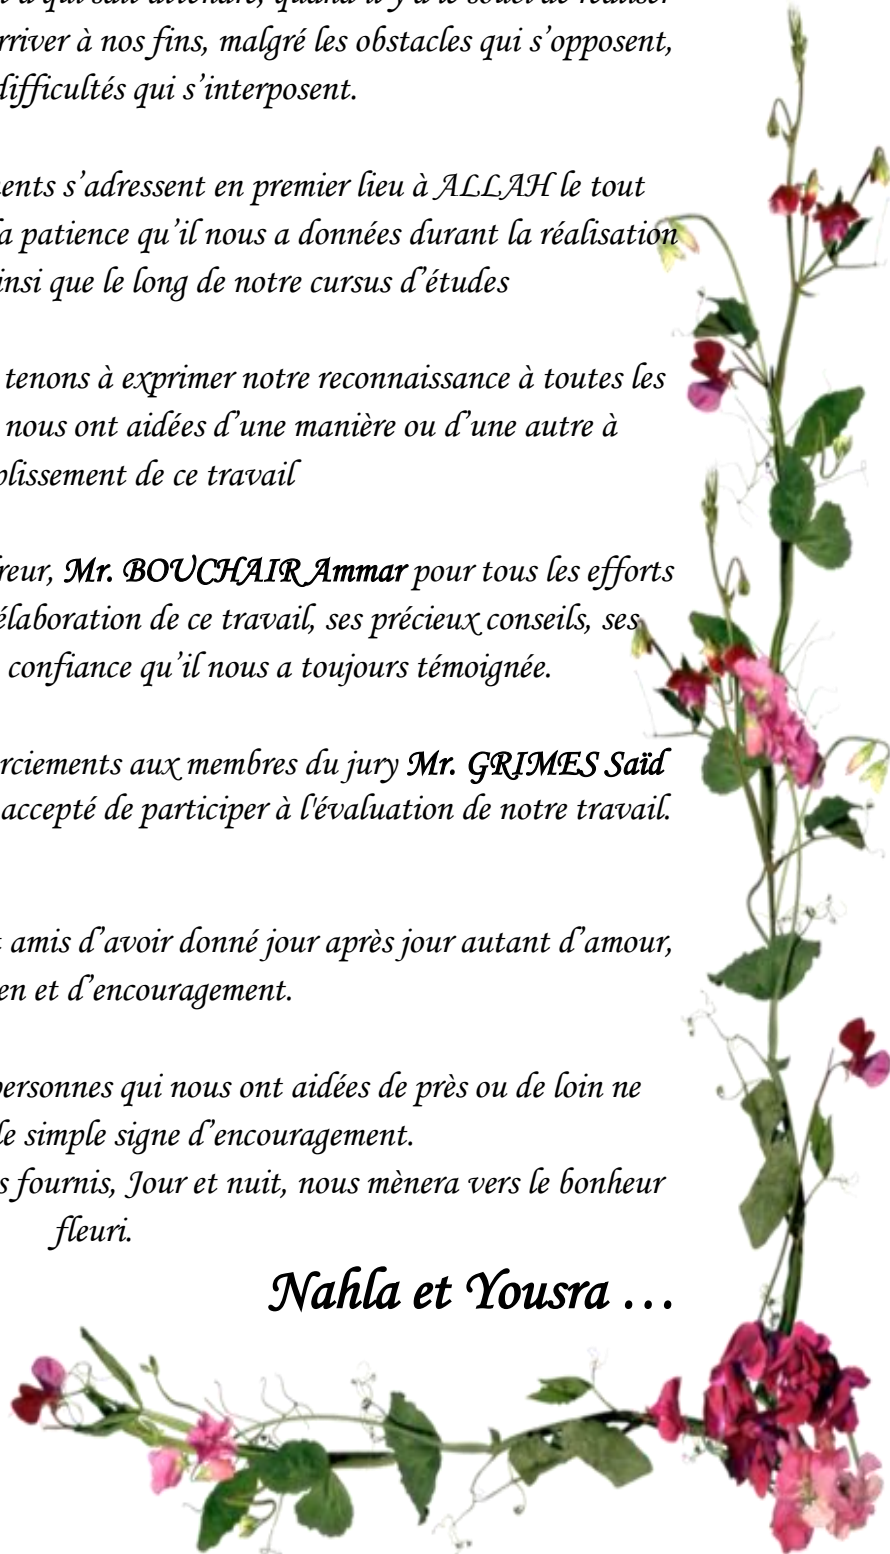 qui sait attendre, quand il y a le souci de réaliser
arriver à nos fins, malgré les obstacles qui s’opposent,
difficultés qui s’interposent.
s’adressent en premier lieu à ALLAH le tout
la patience qu’il nous a données durant la réalisation
que le long de notre cursus d’études
tenons à exprimer notre reconnaissance à toutes les
nous ont aidées d’une manière ou d’une autre à
plissement de ce travail
reur, Mr. BOUCHAIR Ammar pour tous les efforts
élaboration de ce travail, ses précieux conseils, ses
confiance qu’il nous a toujours témoignée.
rciements aux membres du jury Mr. GRIMES Saïd
accepté de participer à l'évaluation de notre travail.
amis d’avoir donné jour après jour autant d’amour,
en et d’encouragement.
personnes qui nous ont aidées de près ou de loin ne
le simple signe d’encouragement.
s fournis, Jour et nuit, nous mènera vers le bonheur
fleuri.
Nahla et Yousra …